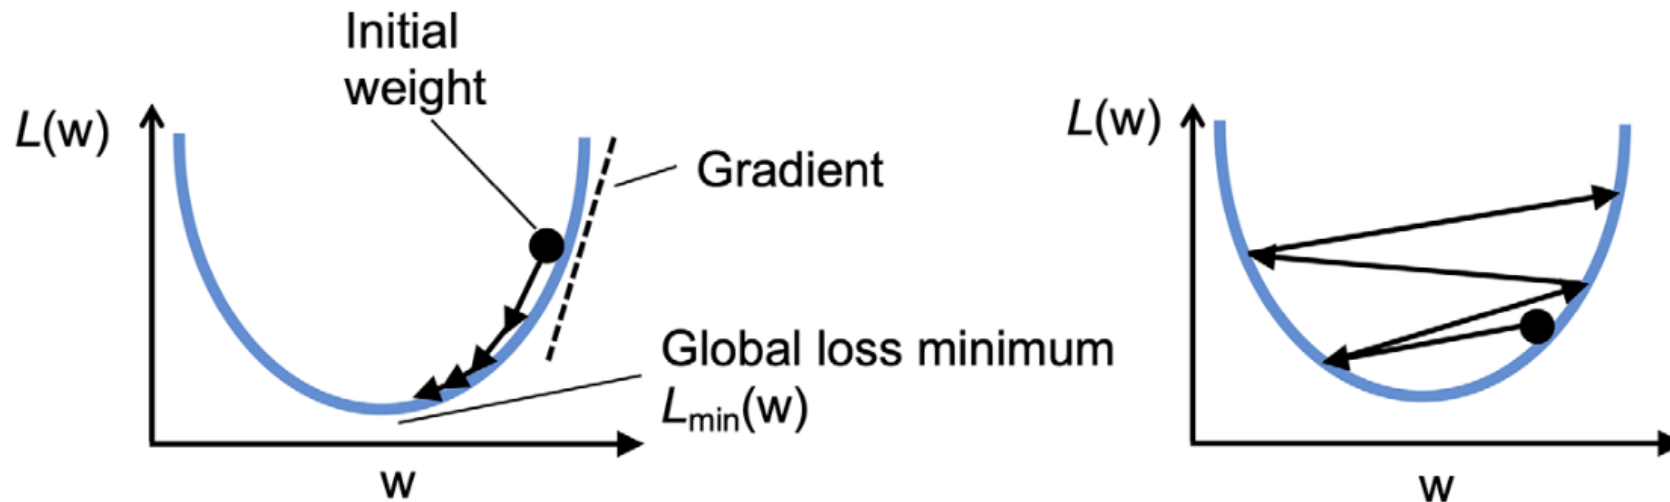 Initial
weight
L(w)
Gradient
Global loss minimum
Lmin(w)
w
L(w)
w